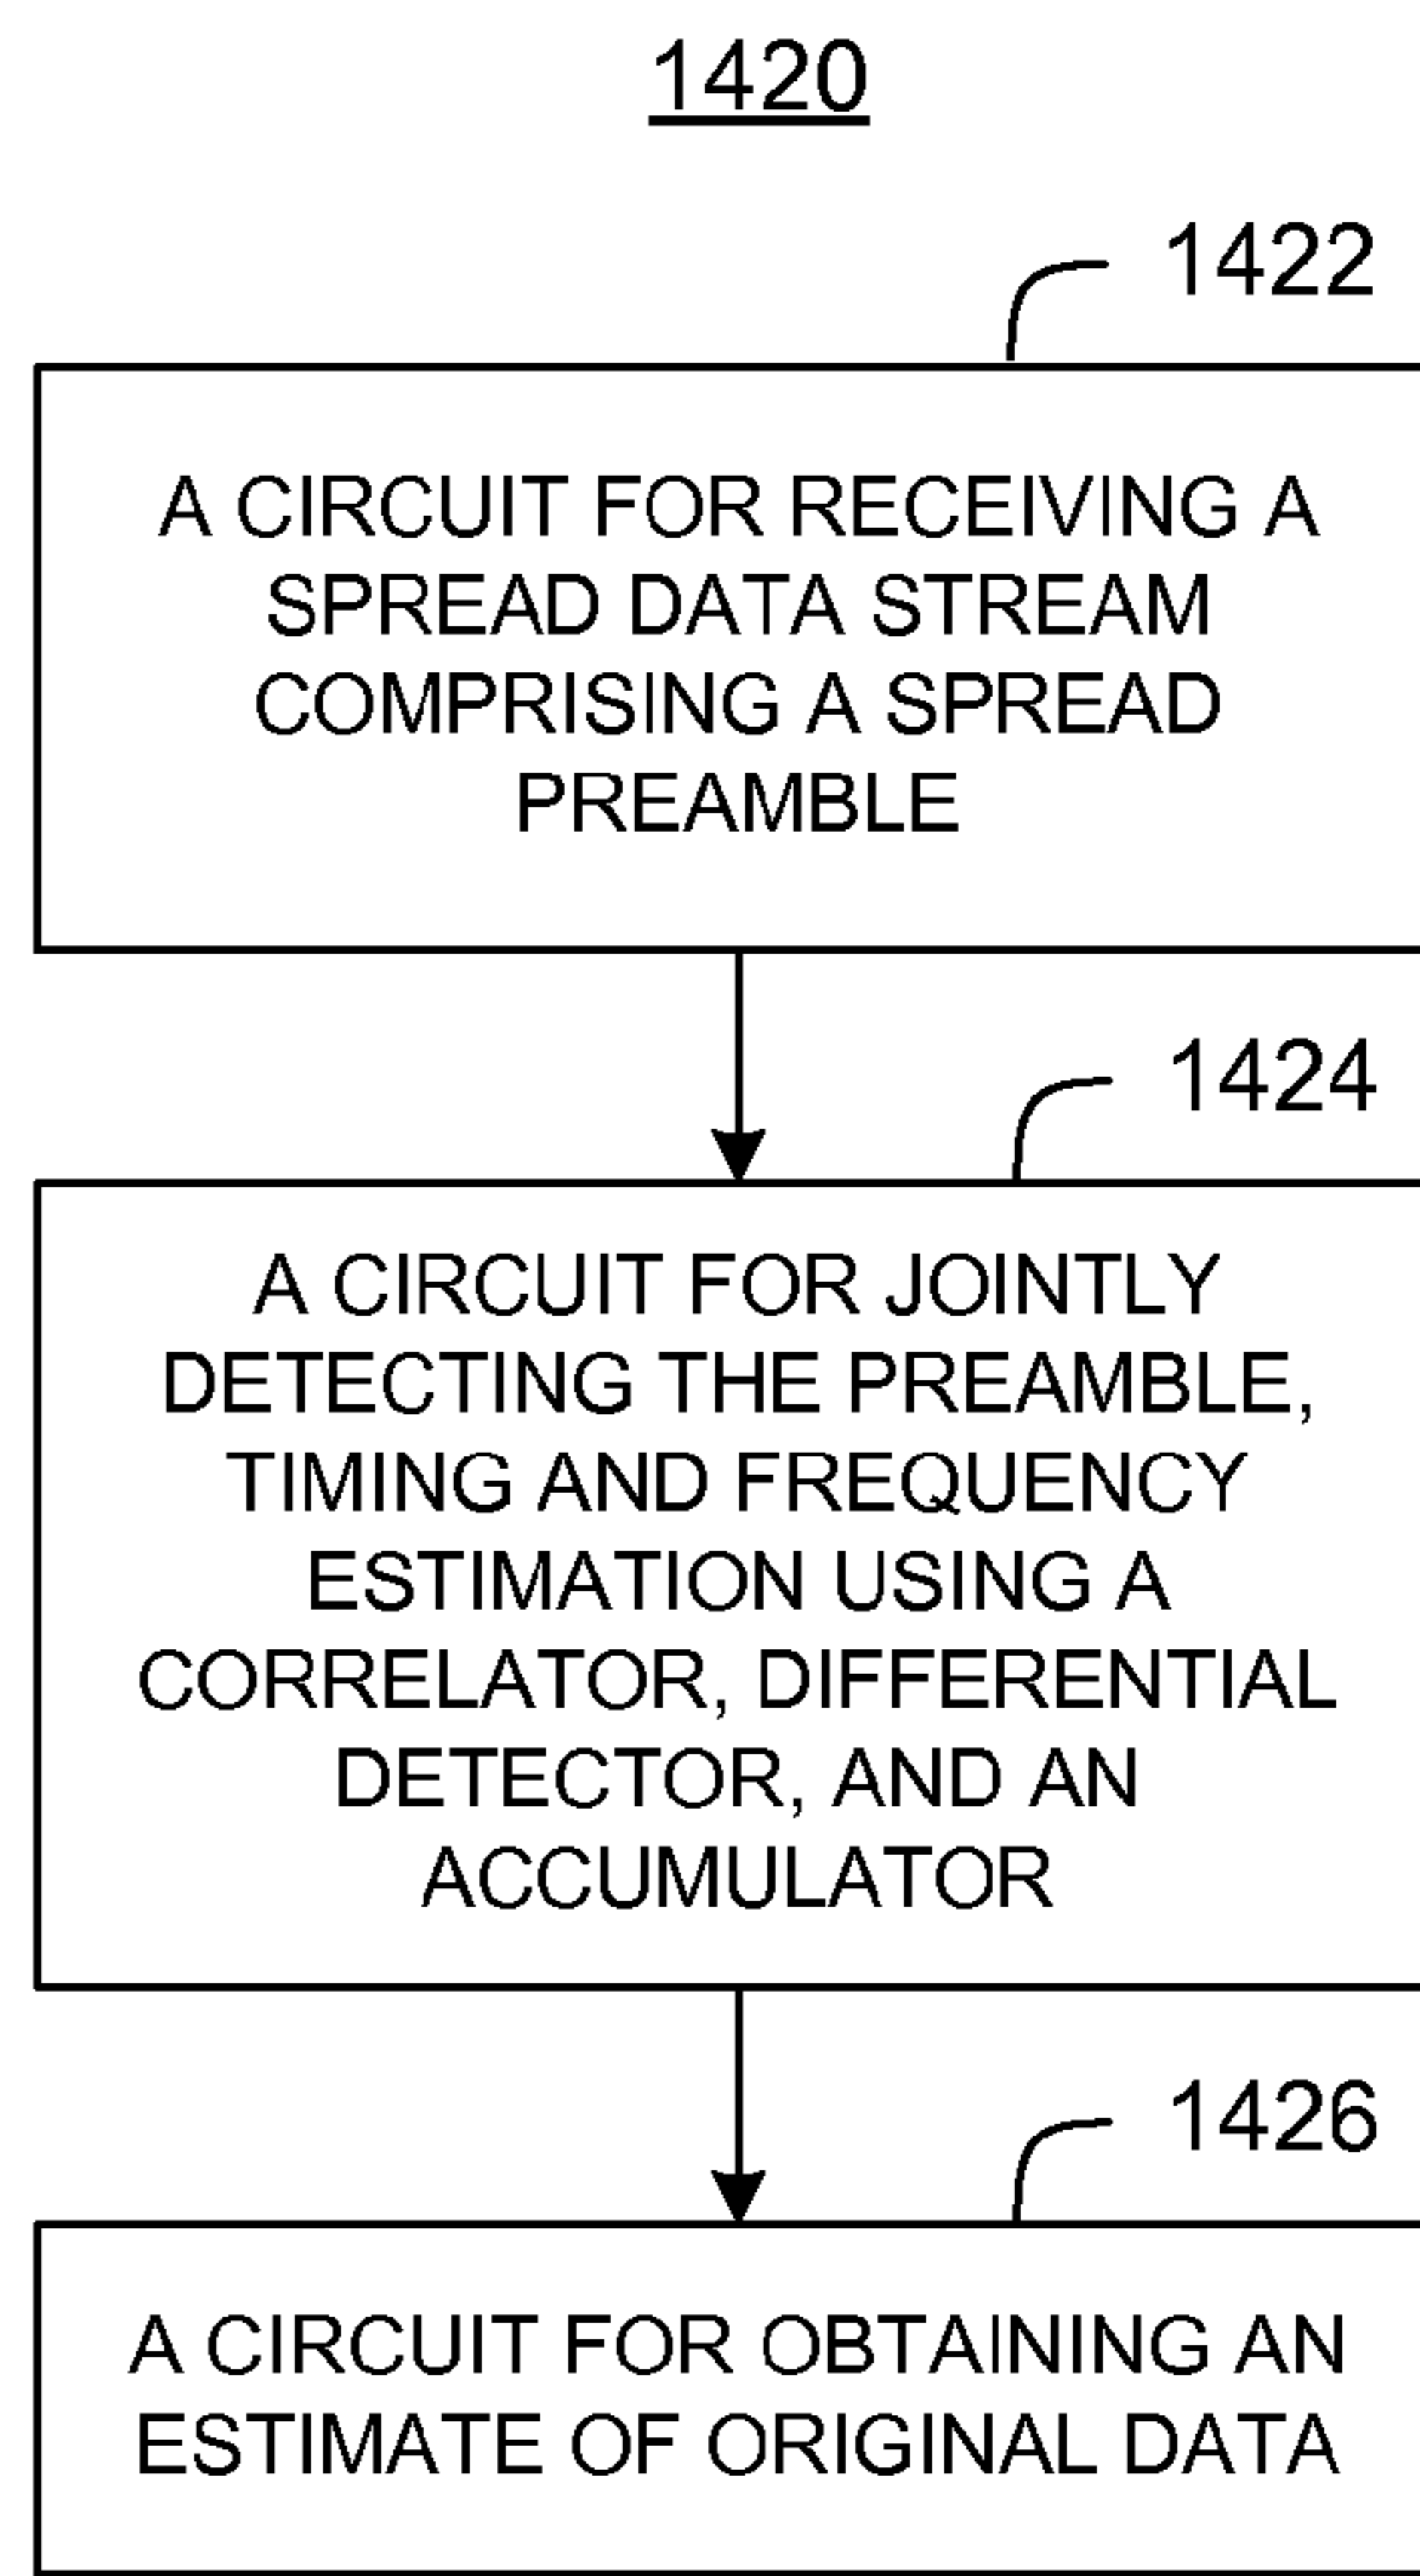 1420
1422
A CIRCUIT FOR RECEIVING A
SPREAD DATA STREAM
COMPRISING A SPREAD
PREAMBLE
1424
A CIRCUIT FOR JOINTLY
DETECTING THE PREAMBLE,
TIMING AND FREQUENCY
ESTIMATION USING A
CORRELATOR, DIFFERENTIAL
DETECTOR, AND AN
ACCUMULATOR
1426
A CIRCUIT FOR OBTAINING AN
ESTIMATE OF ORIGINAL DATA